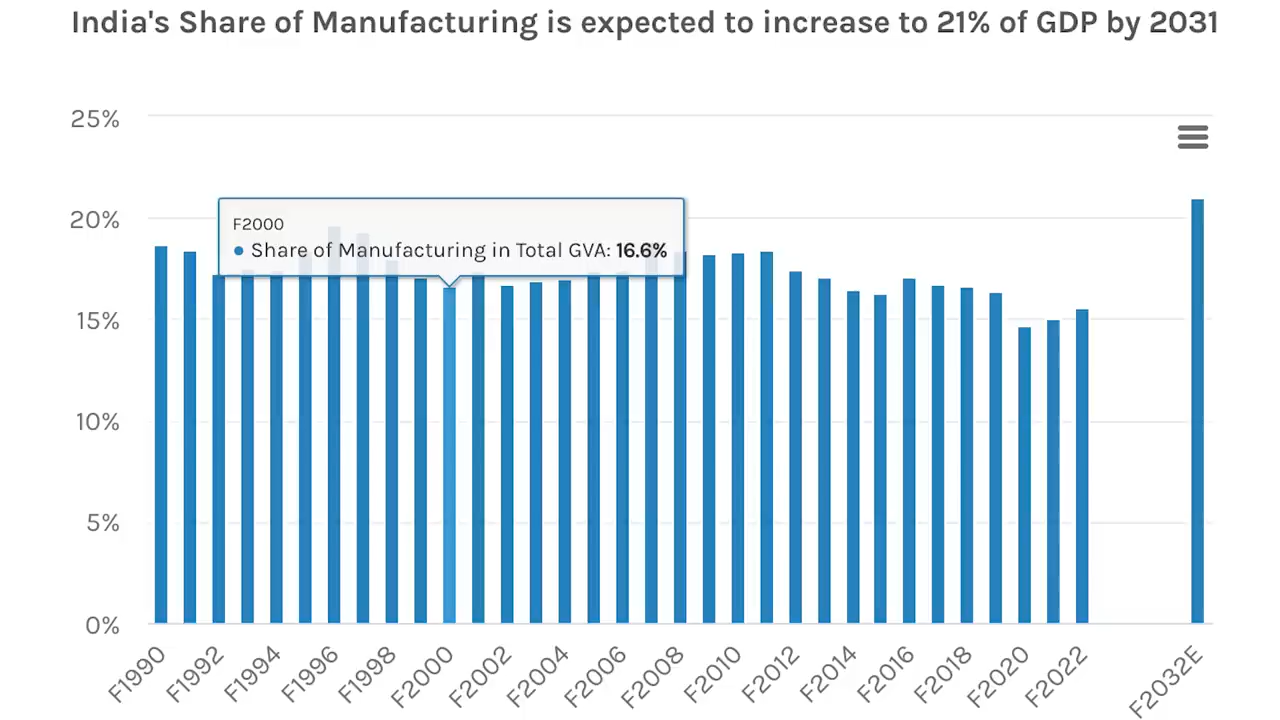 India's Share of Manufacturing is expected to increase to 21% of GDP by 2031
25%
20%
F2000
● Share of Manufacturing in Total GVA: 16.6%
15%
10%
5%
0%
F1990
F1992
F1994
F1996
F1998
F2000
F2002
F2004
F2006
F2008
F2010
F2012
F2014
F2016
F2018
F2020
F2022
F2032E